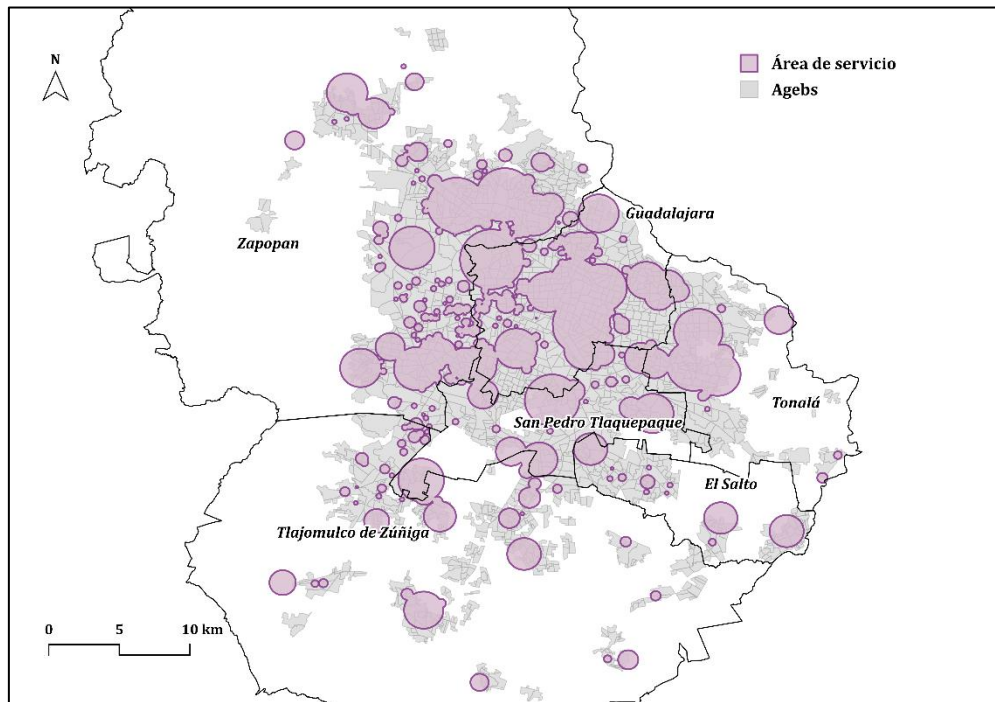 N
Área de servicio
Agebs
Guadalajara
Zapopan
Tonalá
San Pedro Tlaquepaque
El Salto
Tlajomulco de Zúñiga
0 5 10 km